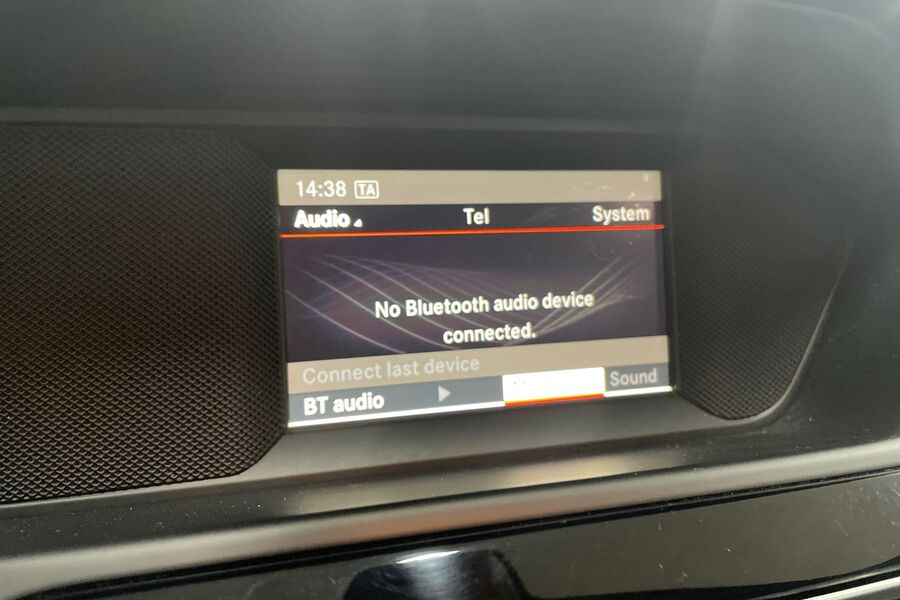 14:38 TA
Audio Tel System
No Bluetooth audio device
connected.
Connect last device
BT audio Sound